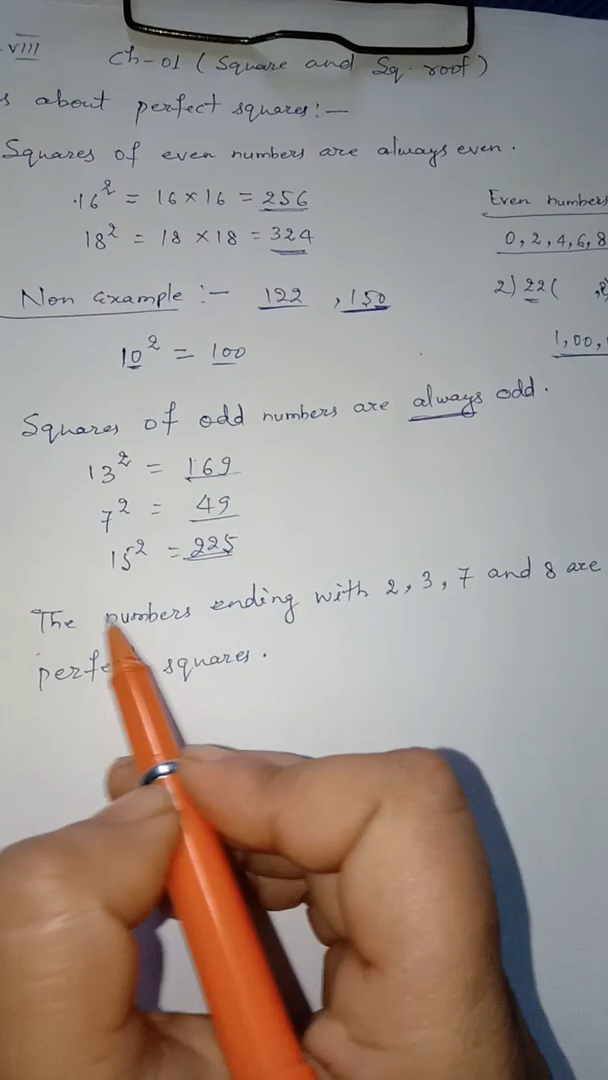 VIII Ch-01 (Square and Sq. root)
s about perfect squares:-
Squares of even numbers are always even.
16² = 16 × 16 = 256
18² = 18 × 18 = 324
Even numbers
0, 2, 4, 6, 8
2) 22 (
1,00,
Non example :- 122 , 150
10² = 100
Squares of odd numbers are always odd.
13² = 169
7² = 49
15² = 225
The numbers ending with 2, 3, 7 and 8 are
perfect squares.